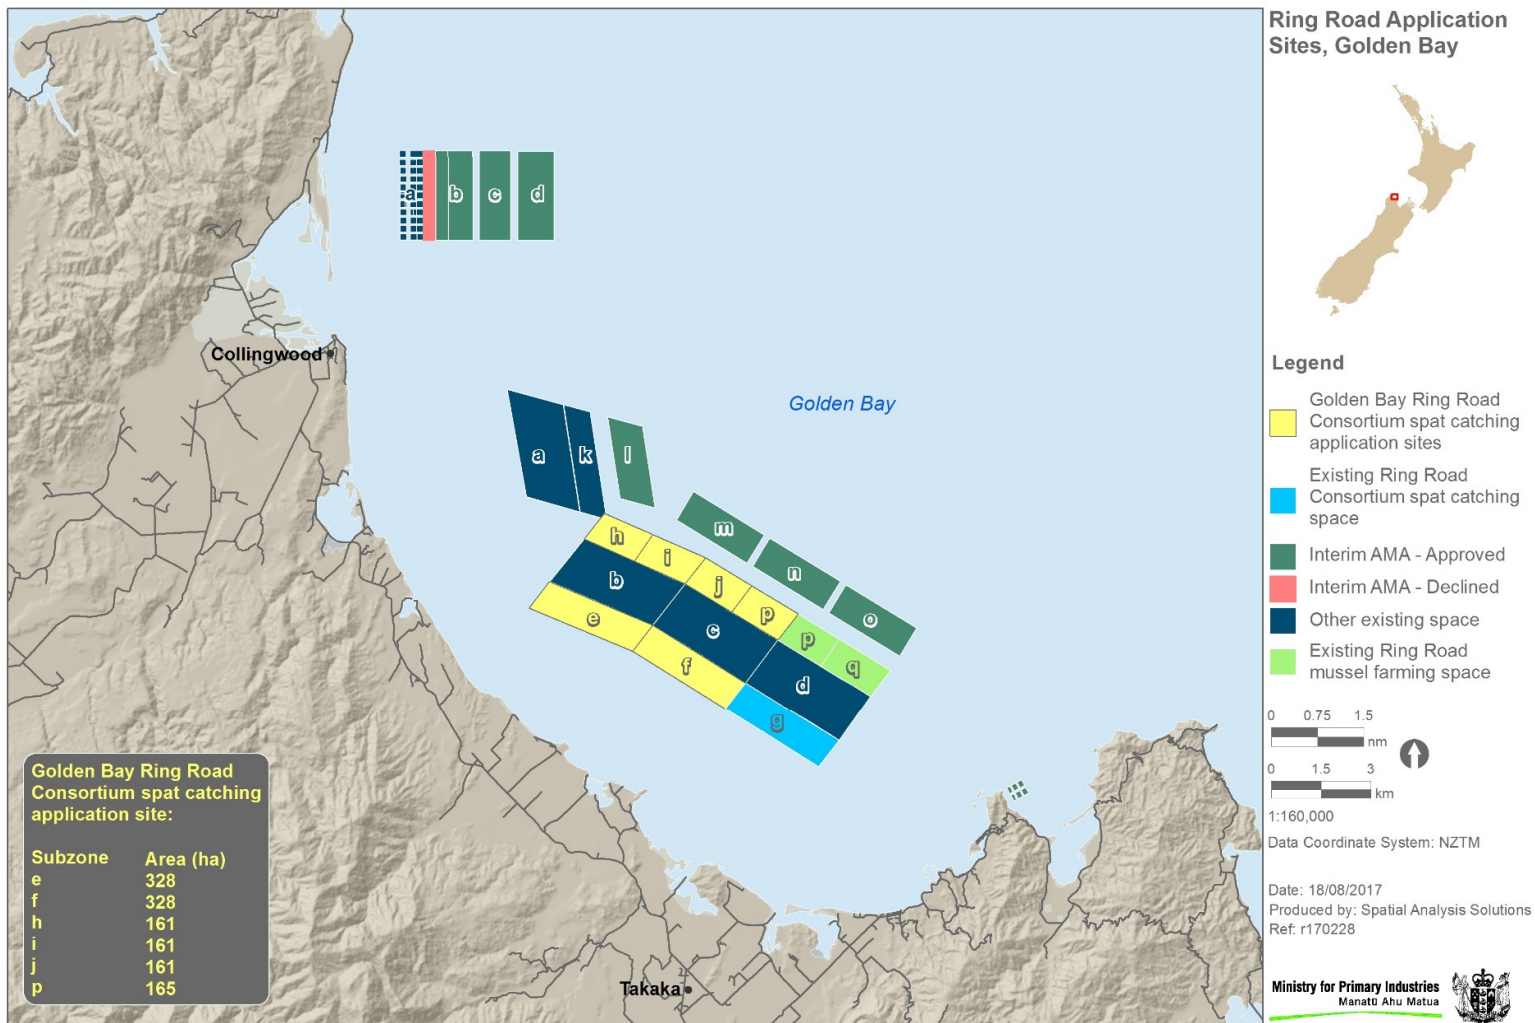 Ring Road Application
Sites, Golden Bay
a
b
c
d
Collingwood
Golden Bay
a
k
l
m
n
o
h
i
j
p
p
q
b
c
d
e
f
g
Takaka
Golden Bay Ring Road
Consortium spat catching
application site:
Subzone Area (ha)
e 328
f 328
h 161
i 161
j 161
p 165
Legend
Golden Bay Ring Road
Consortium spat catching
application sites
Existing Ring Road
Consortium spat catching
space
Interim AMA - Approved
Interim AMA - Declined
Other existing space
Existing Ring Road
mussel farming space
0 0.75 1.5
nm
0 1.5 3
km
1:160,000
Data Coordinate System: NZTM
Date: 18/08/2017
Produced by: Spatial Analysis Solutions
Ref: r170228
Ministry for Primary Industries
Manatū Ahu Matua